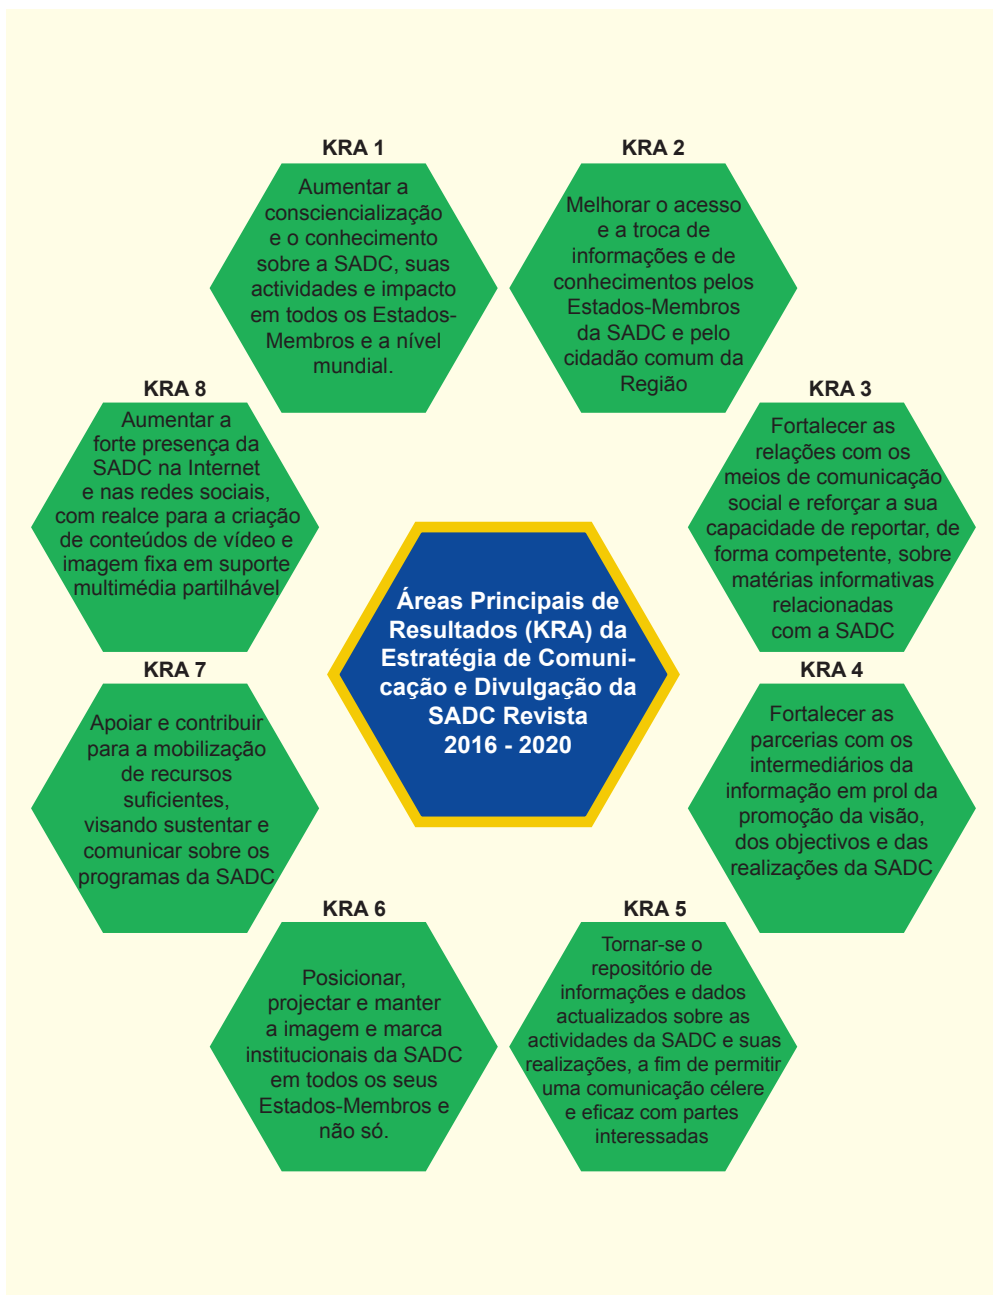 KRA 1
Aumentar a
consciencialização
e o conhecimento
sobre a SADC, suas
actividades e impacto
em todos os Estados-
Membros e a nível
mundial.
KRA 2
Melhorar o acesso
e a troca de
informações e de
conhecimentos pelos
Estados-Membros
da SADC e pelo
cidadão comum da
Região
KRA 3
Fortalecer as
relações com os
meios de comunicação
social e reforçar a sua
capacidade de reportar, de
forma competente, sobre
matérias informativas
relacionadas
com a SADC
KRA 4
Fortalecer as
parcerias com os
intermediários da
informação em prol da
promoção da visão,
dos objectivos e das
realizações da SADC
KRA 5
Tornar-se o
repositório de
informações e dados
actualizados sobre as
actividades da SADC e suas
realizações, a fim de permitir
uma comunicação célere
e eficaz com partes
interessadas
KRA 6
Posicionar,
projectar e manter
a imagem e marca
institucionais da SADC
em todos os seus
Estados-Membros e
não só.
KRA 7
Apoiar e contribuir
para a mobilização
de recursos
suficientes,
visando sustentar e
comunicar sobre os
programas da SADC
KRA 8
Aumentar a
forte presença da
SADC na Internet
e nas redes sociais,
com realce para a criação
de conteúdos de vídeo e
imagem fixa em suporte
multimédia partilhável
Áreas Principais de
Resultados (KRA) da
Estratégia de Comuni-
cação e Divulgação da
SADC Revista
2016 - 2020